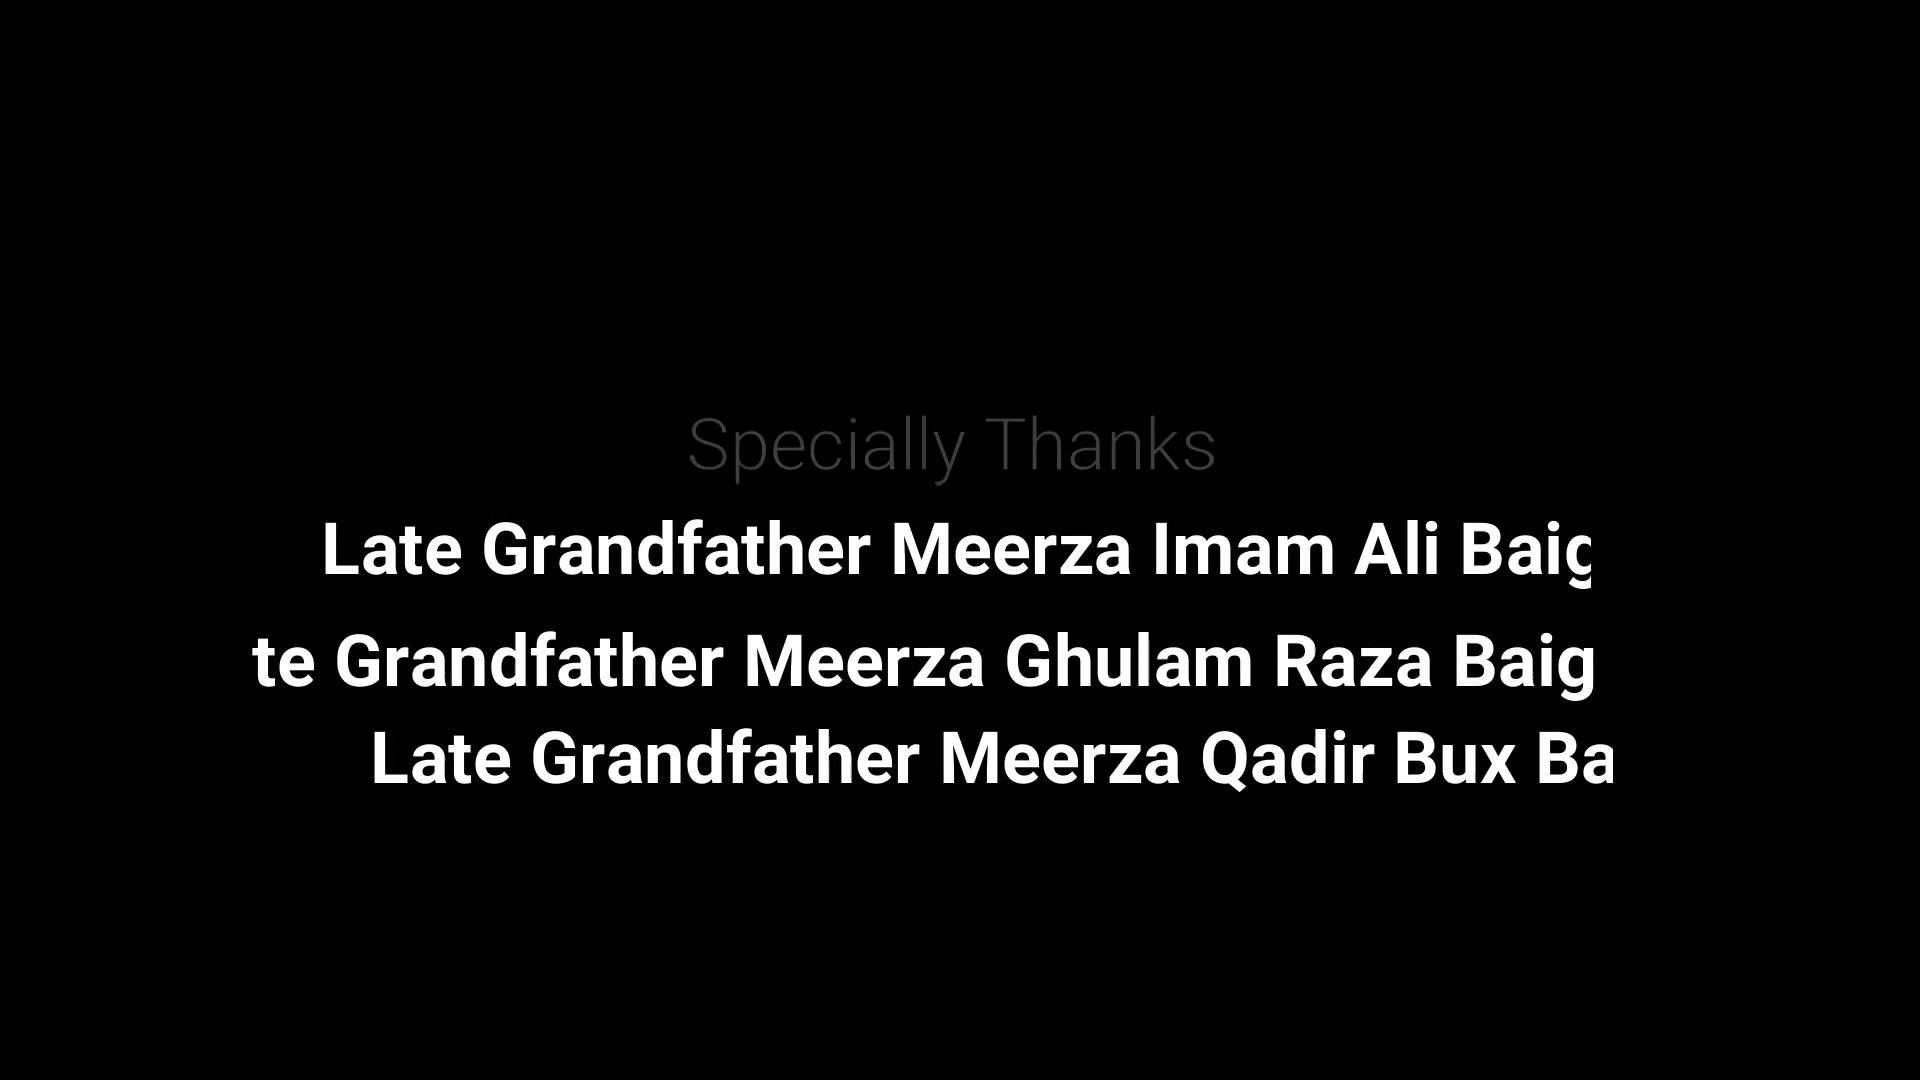 Specially Thanks
Late Grandfather Meerza Imam Ali Baig
te Grandfather Meerza Ghulam Raza Baig
Late Grandfather Meerza Qadir Bux Ba